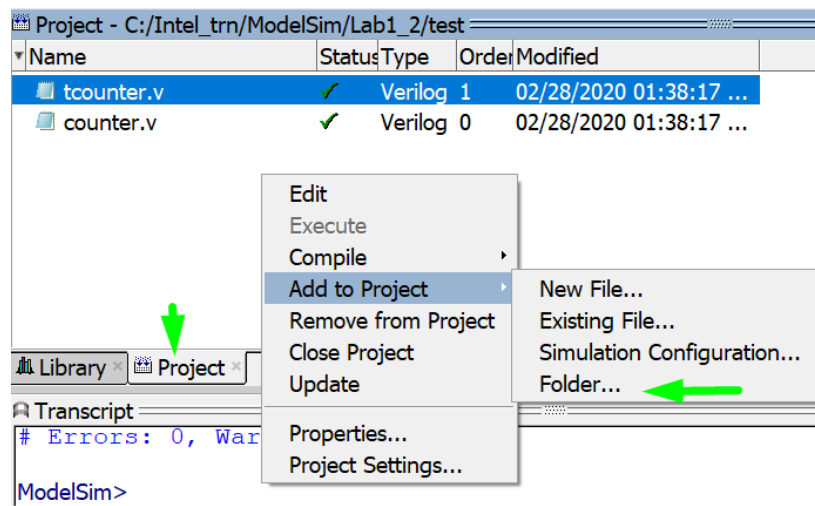 Project - C:/Intel_trn/ModelSim/Lab1_2/test
Name Status Type Order Modified
tcounter.v Verilog 1 02/28/2020 01:38:17 ...
counter.v Verilog 0 02/28/2020 01:38:17 ...
Edit
Execute
Compile
Add to Project
Remove from Project
Close Project
Update
Properties...
Project Settings...
New File...
Existing File...
Simulation Configuration...
Folder...
Library Project
Transcript
# Errors: 0, War
ModelSim>